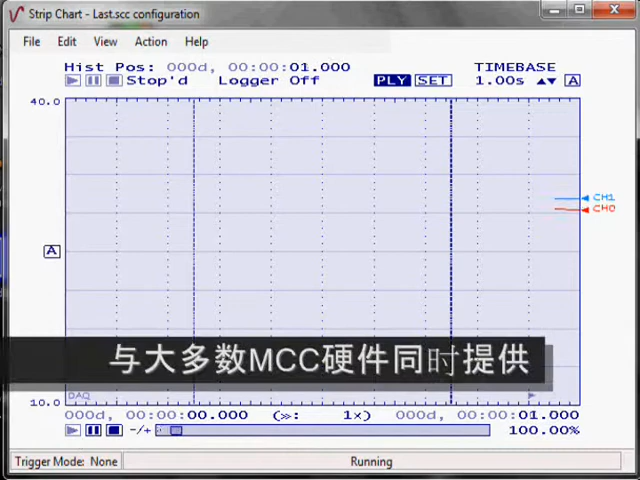 Strip Chart - Last.scc configuration
File Edit View Action Help
Hist Pos: 000d, 00:00:01.000 TIMEBASE
Stop'd Logger Off PLY SET 1.00s A
40.0
CH1
CH0
A
与大多数MCC硬件同时提供
DAQ
10.0
000d, 00:00:00.000 (≫: 1×) 000d, 00:00:01.000
-/+ 100.00%
Trigger Mode: None Running